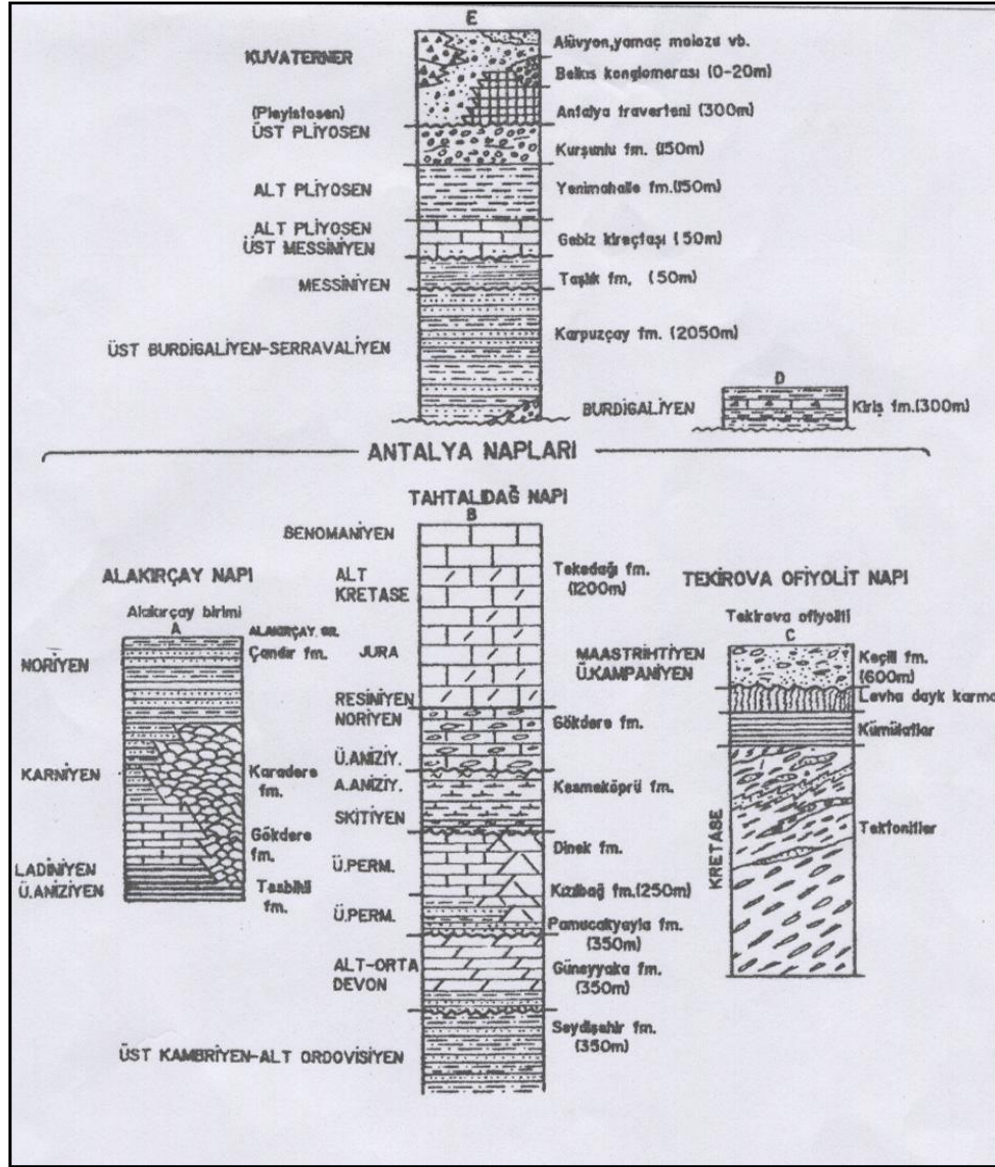 E
KUVATERNER
Alüvyon,yamaç molozu vb.
Belkıs konglomerası (0-20m)
(Pleyistosen)
ÜST PLİYOSEN
Antalya traverteni (300m)
Kurşunlu fm. (150m)
ALT PLİYOSEN
Yenimahalle fm.(150m)
ALT PLİYOSEN
ÜST MESSİNİYEN
Gebiz kireçtaşı (50m)
MESSİNİYEN
Taşlık fm. (50m)
ÜST BURDİGALİYEN-SERRAVALİYEN
Karpuzçay fm. (2050m)
D
BURDİGALİYEN
Kiriş fm.(300m)
ANTALYA NAPLARI
TAHTALIDAĞ NAPI
B
SENOMANİYEN
ALT
KRETASE
Tekedağı fm.
(1200m)
JURA
RESİNİYEN
NORİYEN
Gökdere fm.
Ü.ANİZİY.
A.ANİZİY.
Kesmeköprü fm.
SKİTİYEN
Dinek fm.
Ü.PERM.
Kızılbağ fm.(250m)
Ü.PERM.
Pamucakyayla fm.
(350m)
ALT-ORTA
DEVON
Güneyyaka fm.
(350m)
Seydişehir fm.
(350m)
ÜST KAMBRİYEN-ALT ORDOVİSİYEN
ALAKIRÇAY NAPI
Alakırçay birimi
A
ALAKIRÇAY GR.
Çandır fm.
NORİYEN
KARNİYEN
Karadere
fm.
Gökdere
fm.
LADİNİYEN
Ü.ANİZİYEN
Tesbihli
fm.
TEKİROVA OFİYOLİT NAPI
Tekirova ofiyoliti
C
MAASTRİHTİYEN
Ü.KAMPANİYEN
Keçili fm.
(600m)
Levha dayk karma
Kümülatlar
KRETASE
Tektonitler